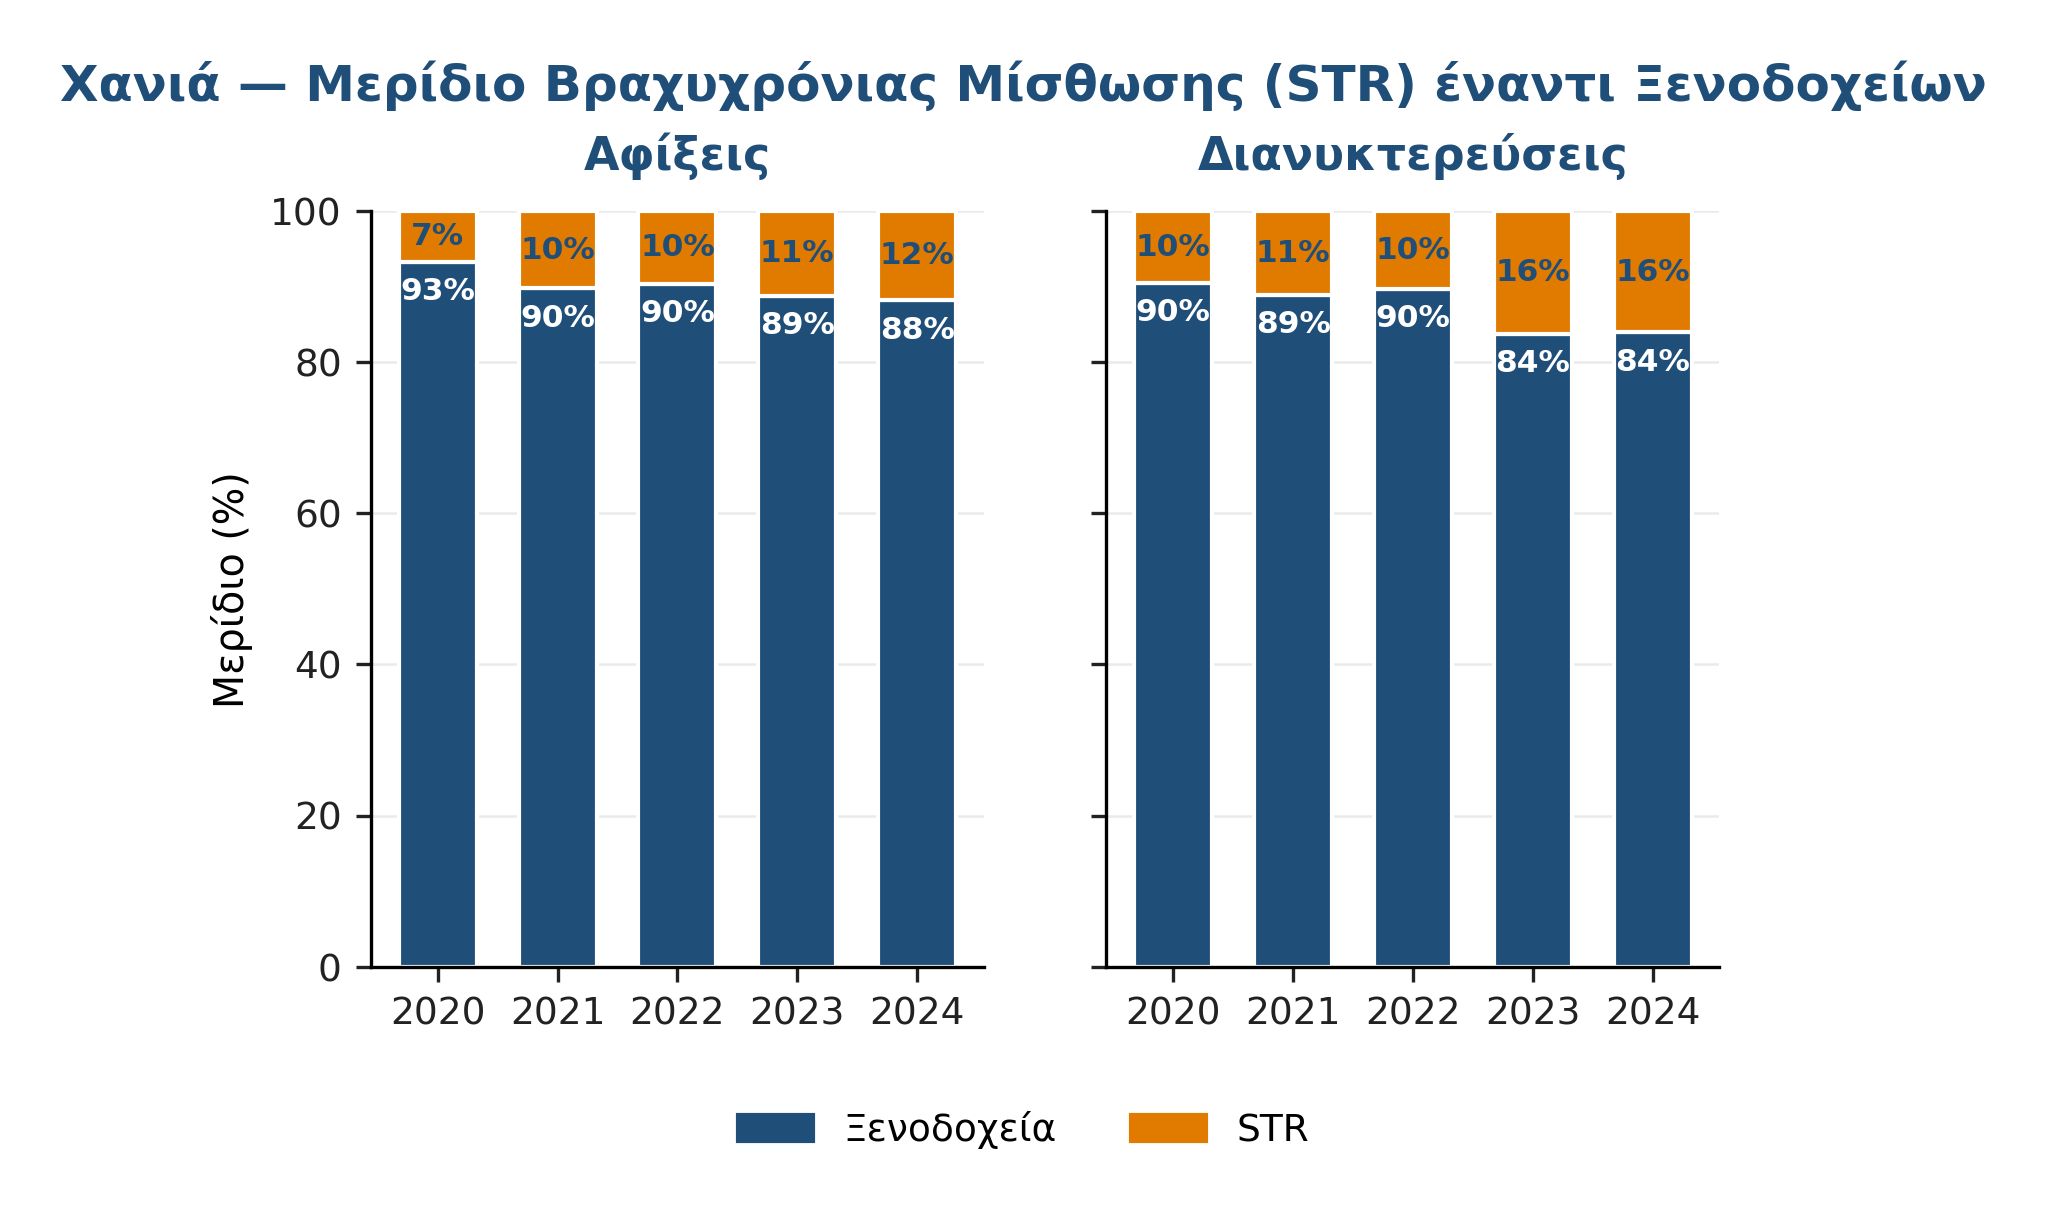 Χανιά — Μερίδιο Βραχυχρόνιας Μίσθωσης (STR) έναντι Ξενοδοχείων
Αφίξεις
Διανυκτερεύσεις
Μερίδιο (%)
100
80
60
40
20
0
7% 10% 10% 11% 12%
93% 90% 90% 89% 88%
2020 2021 2022 2023 2024
10% 11% 10% 16% 16%
90% 89% 90% 84% 84%
2020 2021 2022 2023 2024
Ξενοδοχεία
STR